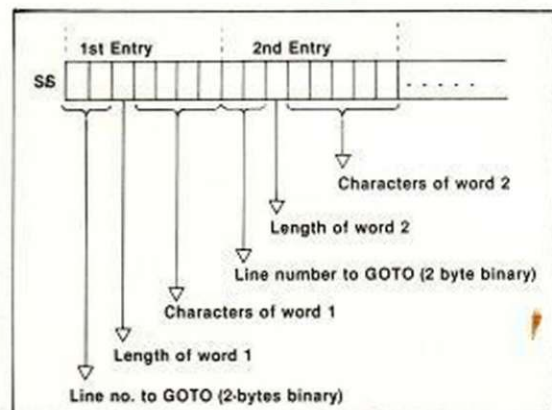 1st Entry 2nd Entry
S$ . . . . .
Characters of word 2
Length of word 2
Line number to GOTO (2 byte binary)
Characters of word 1
Length of word 1
Line no. to GOTO (2-bytes binary)